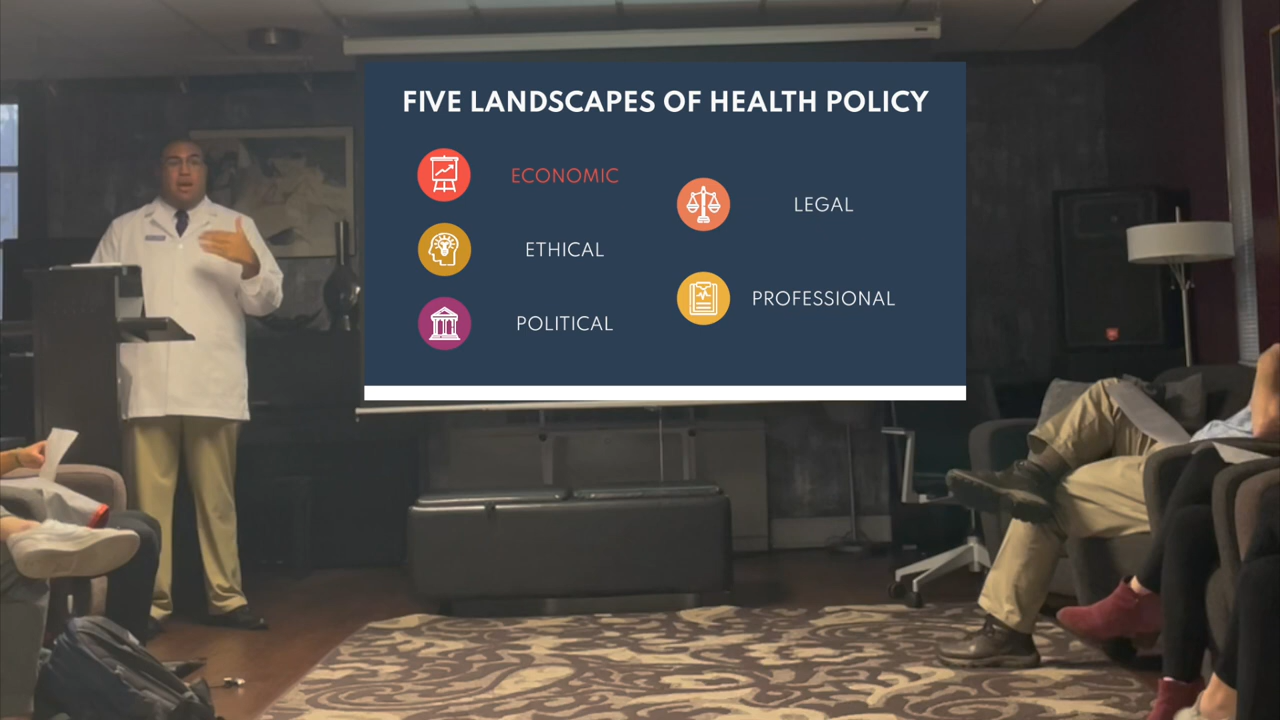 FIVE LANDSCAPES OF HEALTH POLICY
ECONOMIC
ETHICAL
POLITICAL
LEGAL
PROFESSIONAL